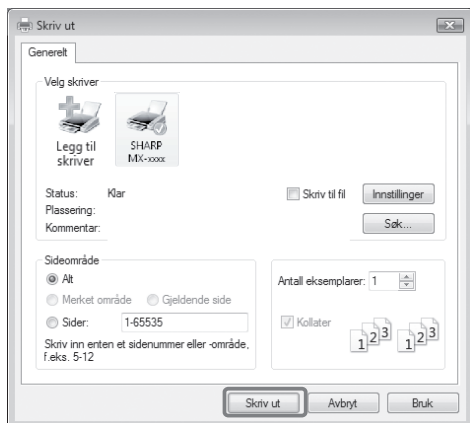 Skriv ut
Generelt
Velg skriver
Legg til
skriver
SHARP
MX-xxxx
Status: Klar
Plassering:
Kommentar:
Skriv til fil
Innstillinger
Søk...
Sideområde
Alt
Merket område
Gjeldende side
Sider: 1-65535
Skriv inn enten et sidenummer eller -område,
f.eks. 5-12
Antall eksemplarer: 1
Kollater
1 2 3 1 2 3
Skriv ut
Avbryt
Bruk